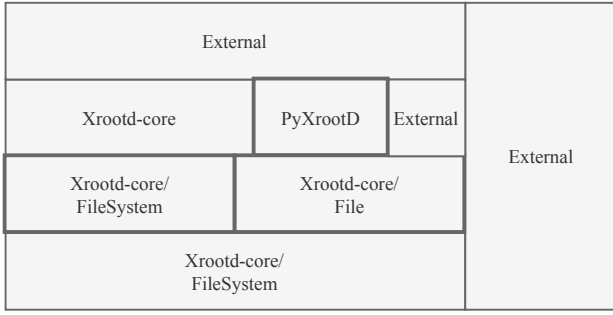 External
Xrootd-core
PyXrootD
External
External
Xrootd-core/
FileSystem
Xrootd-core/
File
Xrootd-core/
FileSystem